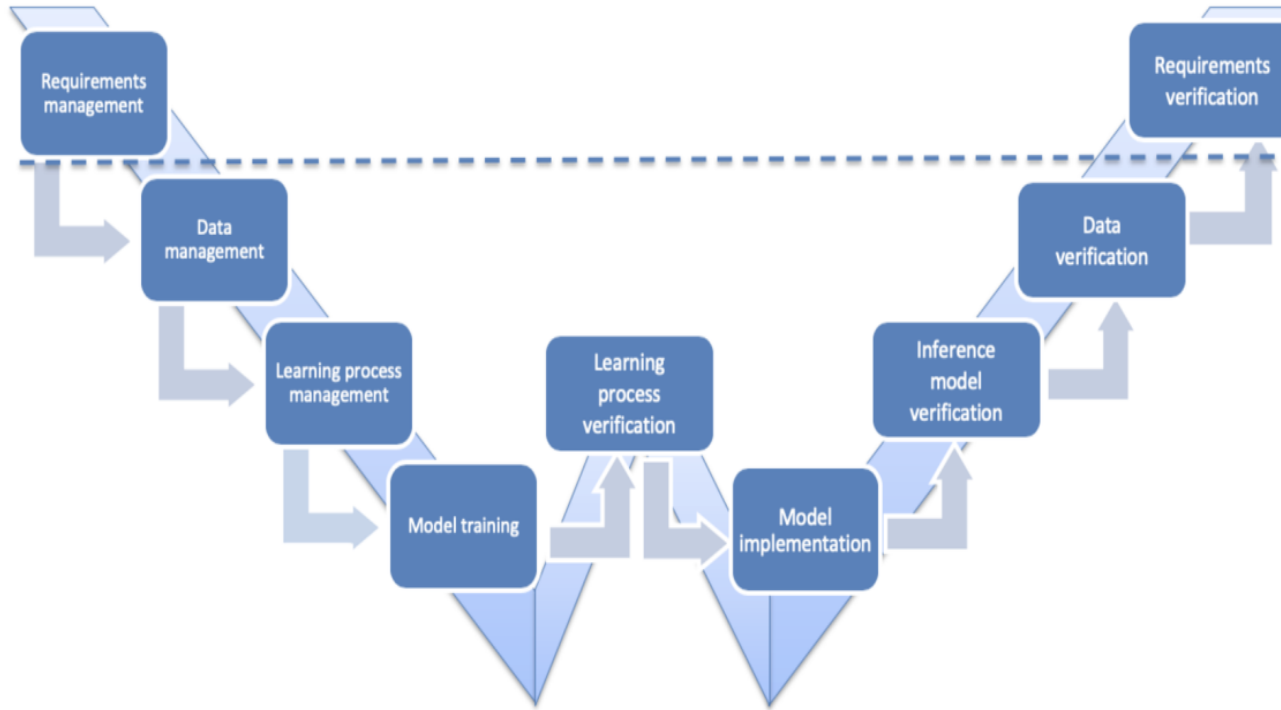 Requirements
management
Data
management
Learning process
management
Model training
Learning
process
verification
Model
implementation
Inference
model
verification
Data
verification
Requirements
verification